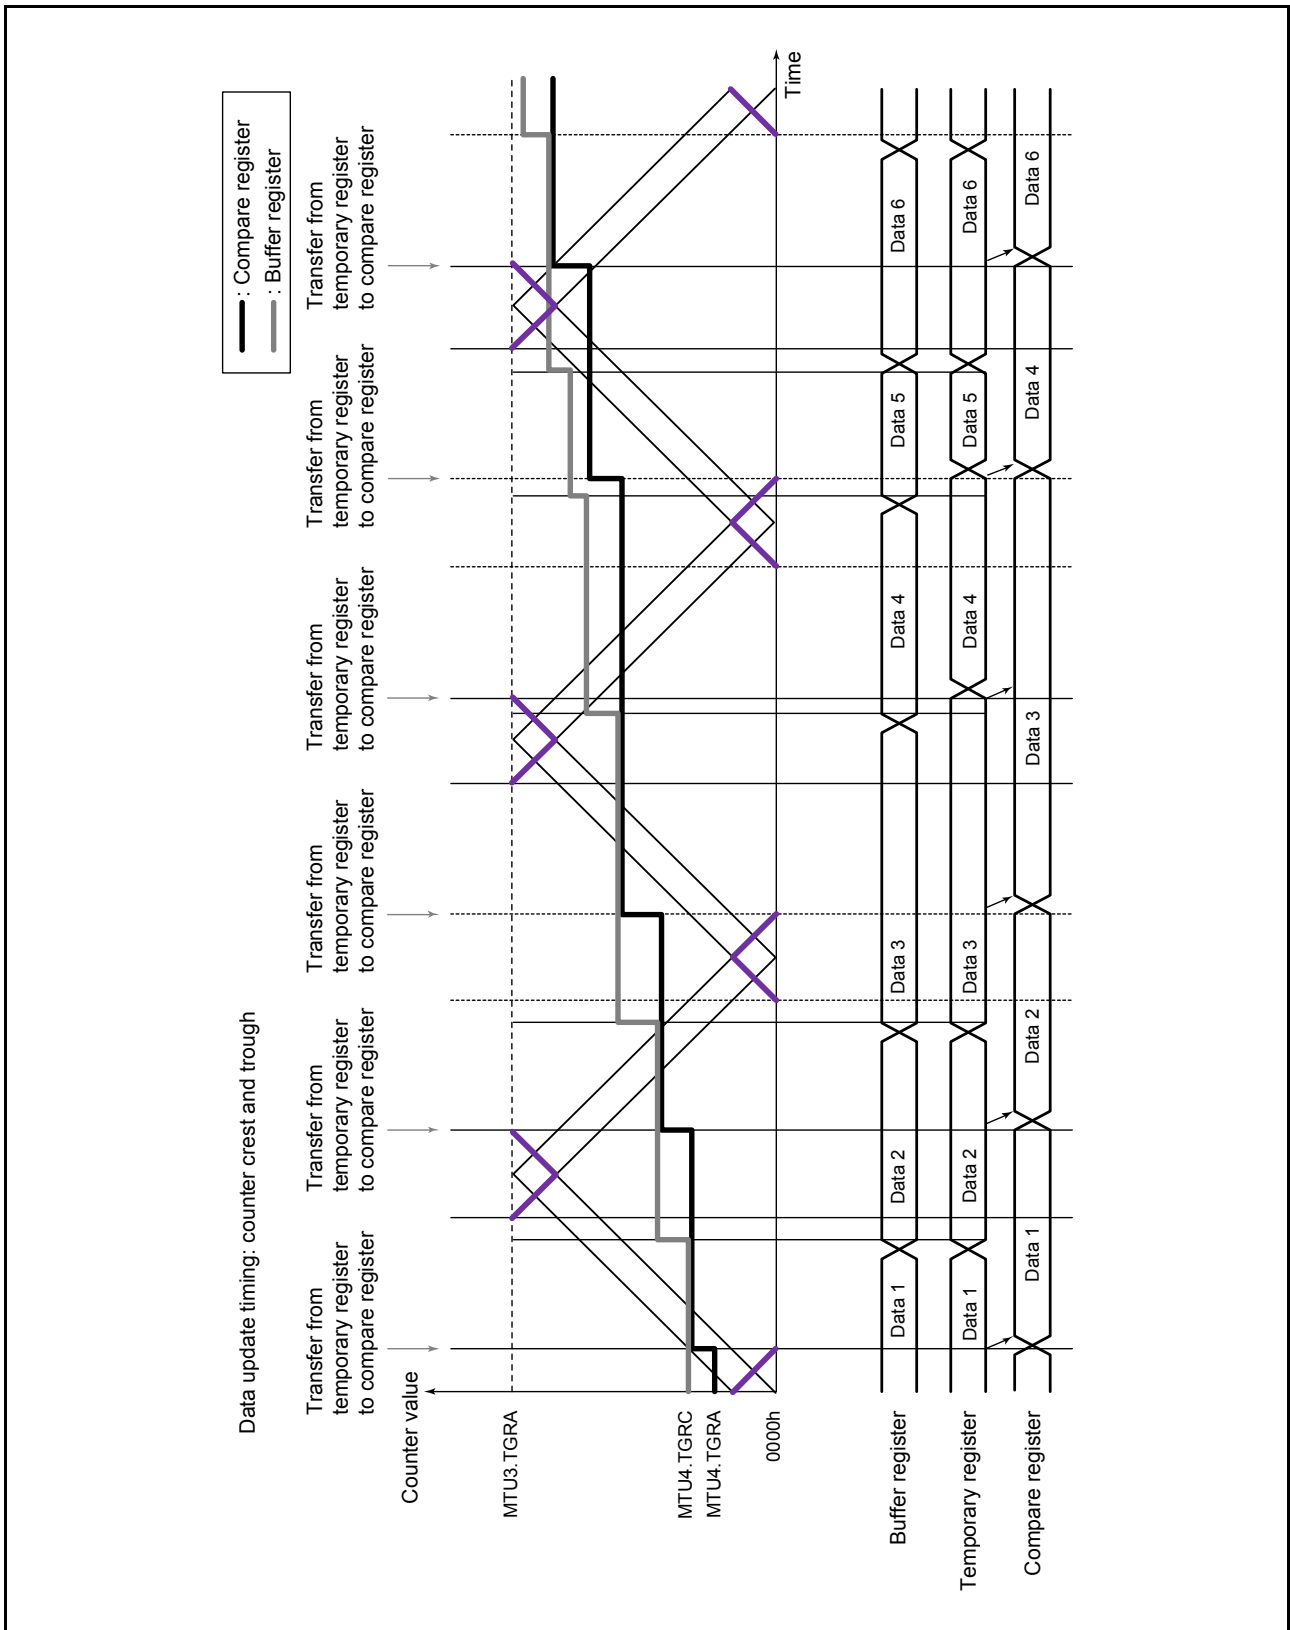 Data update timing: counter crest and trough
: Compare register
: Buffer register
Transfer from
temporary register
to compare register
Transfer from
temporary register
to compare register
Transfer from
temporary register
to compare register
Transfer from
temporary register
to compare register
Transfer from
temporary register
to compare register
Transfer from
temporary register
to compare register
Counter value
MTU3.TGRA
MTU4.TGRC
MTU4.TGRA
0000h
Time
Buffer register
Data 1
Data 2
Data 3
Data 4
Data 5
Data 6
Temporary register
Data 1
Data 2
Data 3
Data 4
Data 5
Data 6
Compare register
Data 1
Data 2
Data 3
Data 4
Data 6